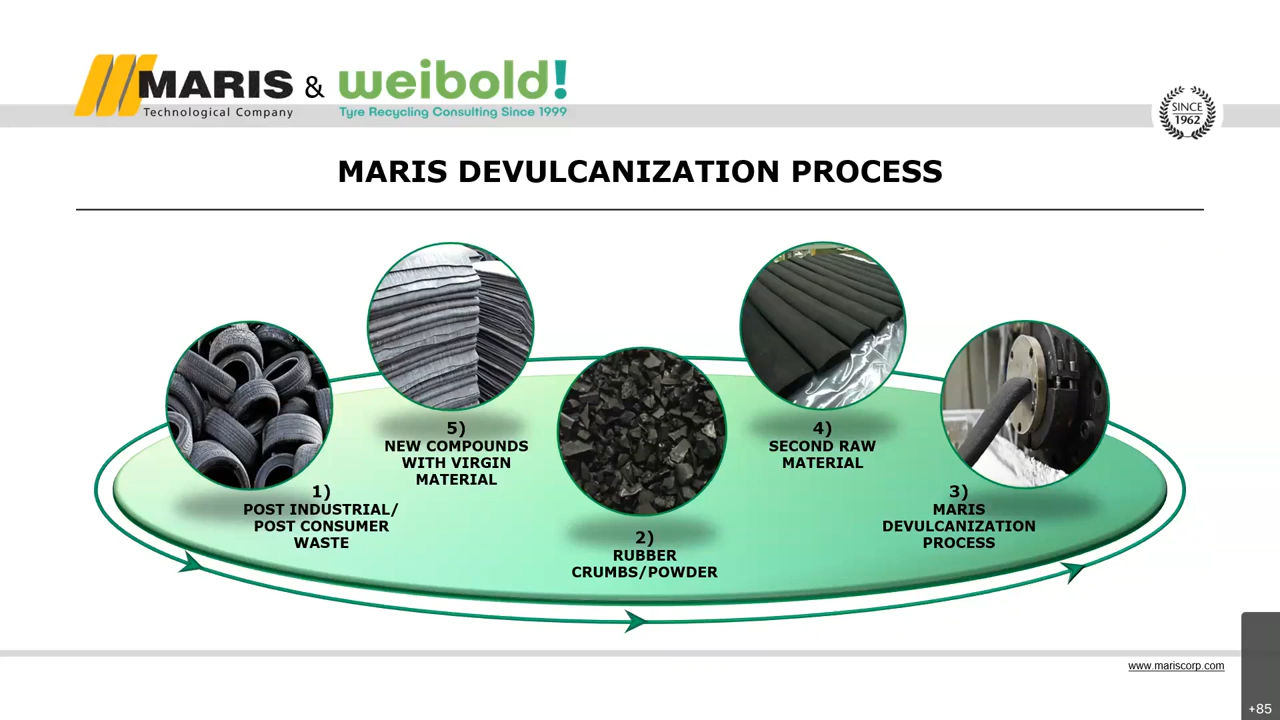 MARIS & weibold!
Technological Company
Tyre Recycling Consulting Since 1999
SINCE
1962
MARIS DEVULCANIZATION PROCESS
1)
POST INDUSTRIAL/
POST CONSUMER
WASTE
5)
NEW COMPOUNDS
WITH VIRGIN
MATERIAL
2)
RUBBER
CRUMBS/POWDER
4)
SECOND RAW
MATERIAL
3)
MARIS
DEVULCANIZATION
PROCESS
www.mariscorp.com
+85